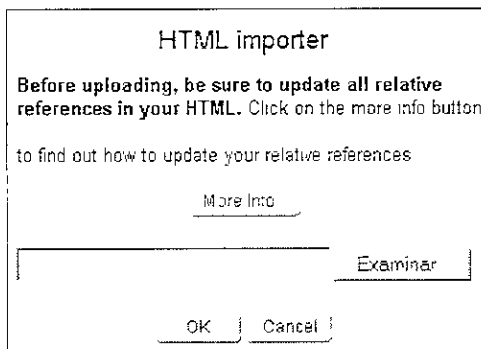 HTML importer
Before uploading, be sure to update all relative
references in your HTML. Click on the more info button
to find out how to update your relative references
More Info
Examinar
OK Cancel